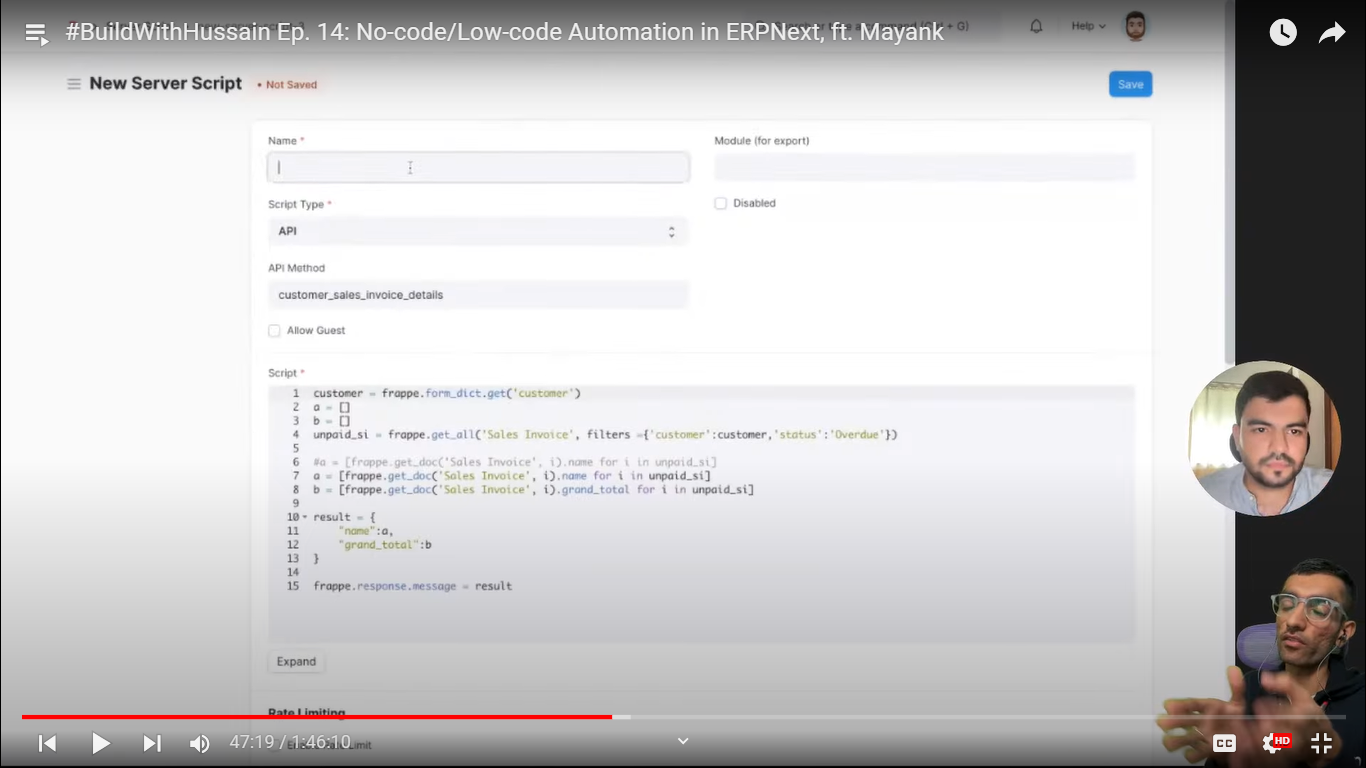 #BuildWithHussain Ep. 14: No-code/Low-code Automation in ERPNext, ft. Mayank
+ G)
Help
New Server Script
• Not Saved
Save
Name *
Module (for export)
Disabled
Script Type *
API
API Method
customer_sales_invoice_details
Allow Guest
Script *
1 customer = frappe.form_dict.get('customer')
2 a = []
3 b = []
4 unpaid_si = frappe.get_all('Sales Invoice', filters ={'customer':customer,'status':'Overdue'})
5
6 #a = [frappe.get_doc('Sales Invoice', i).name for i in unpaid_si]
7 a = [frappe.get_doc('Sales Invoice', i).name for i in unpaid_si]
8 b = [frappe.get_doc('Sales Invoice', i).grand_total for i in unpaid_si]
9
10 result = {
11 "name":a,
12 "grand_total":b
13 }
14
15 frappe.response.message = result
Expand
Rate Limiting
47:19 / 1:46:10
CC
HD